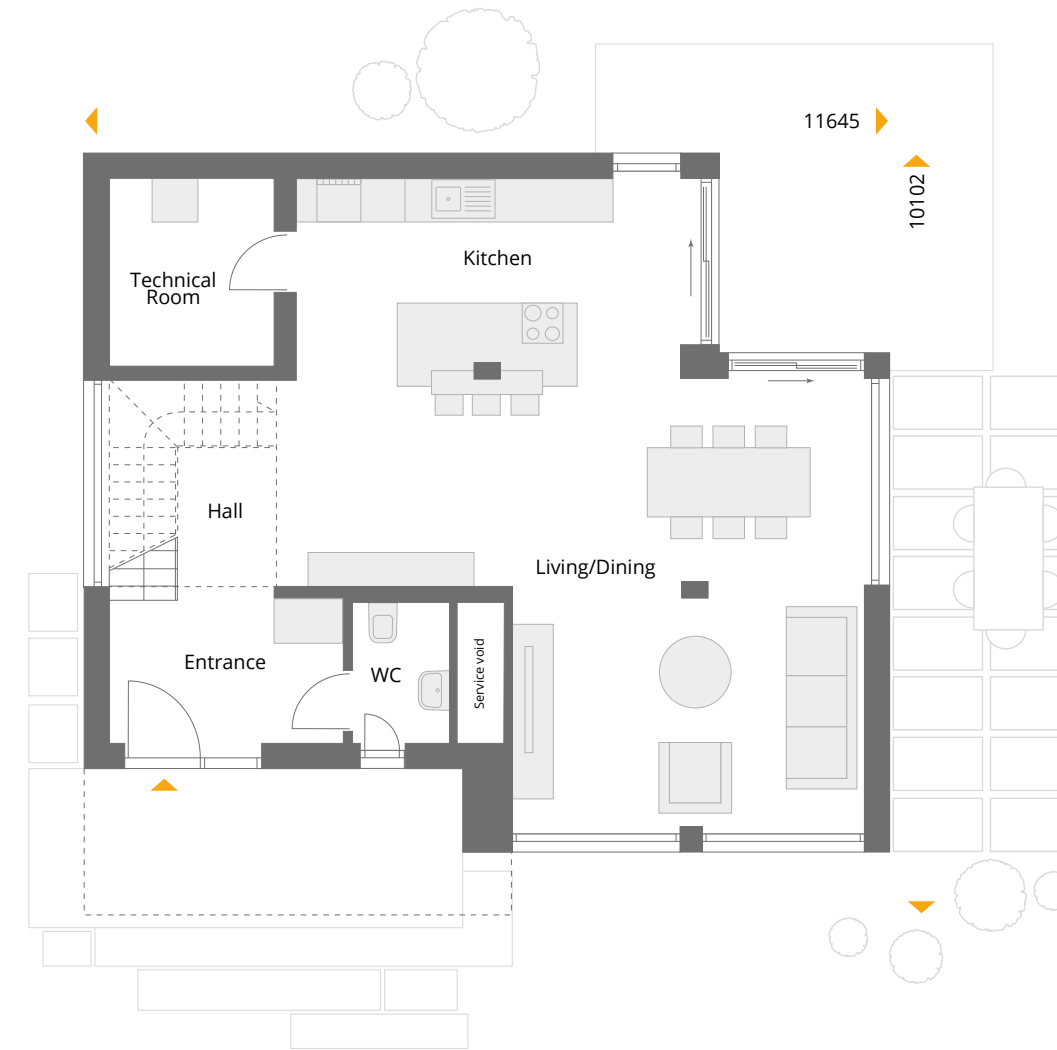 11645
10102
Kitchen
Technical
Room
Hall
Living/Dining
Entrance
WC
Service void